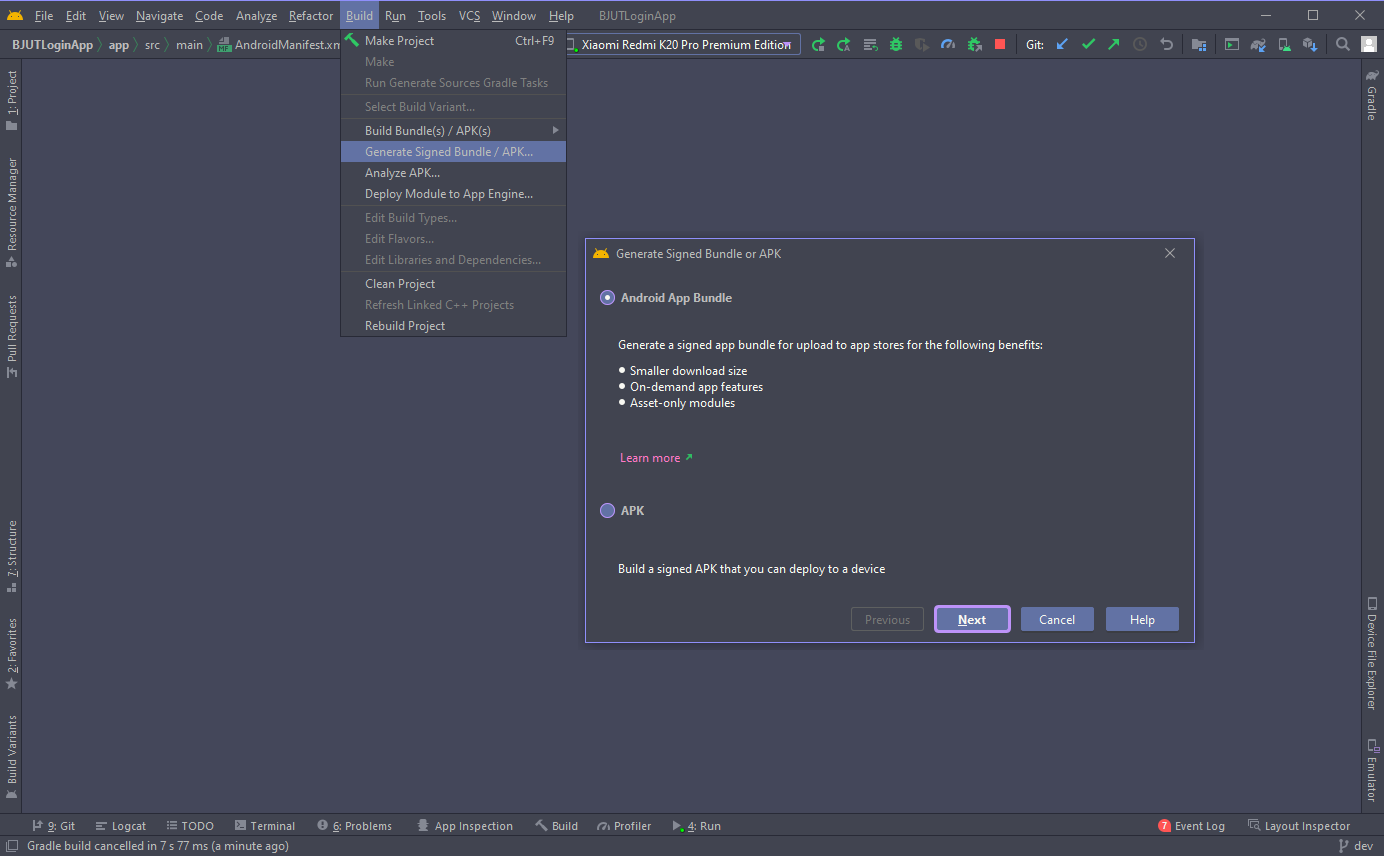 File Edit View Navigate Code Analyze Refactor Build Run Tools VCS Window Help BJUTLoginApp
BJUTLoginApp app src main AndroidManifest.xm
Xiaomi Redmi K20 Pro Premium Edition
Git:
Make Project Ctrl+F9
Make
Run Generate Sources Gradle Tasks
Select Build Variant...
Build Bundle(s) / APK(s)
Generate Signed Bundle / APK...
Analyze APK...
Deploy Module to App Engine...
Edit Build Types...
Edit Flavors...
Edit Libraries and Dependencies...
Clean Project
Refresh Linked C++ Projects
Rebuild Project
1: Project
Resource Manager
Pull Requests
7: Structure
2: Favorites
Build Variants
Generate Signed Bundle or APK
Android App Bundle
Generate a signed app bundle for upload to app stores for the following benefits:
• Smaller download size
• On-demand app features
• Asset-only modules
Learn more
APK
Build a signed APK that you can deploy to a device
Previous Next Cancel Help
Gradle
Device File Explorer
Emulator
9: Git Logcat TODO Terminal 6: Problems App Inspection Build Profiler 4: Run 7 Event Log Layout Inspector
Gradle build cancelled in 7 s 77 ms (a minute ago) dev